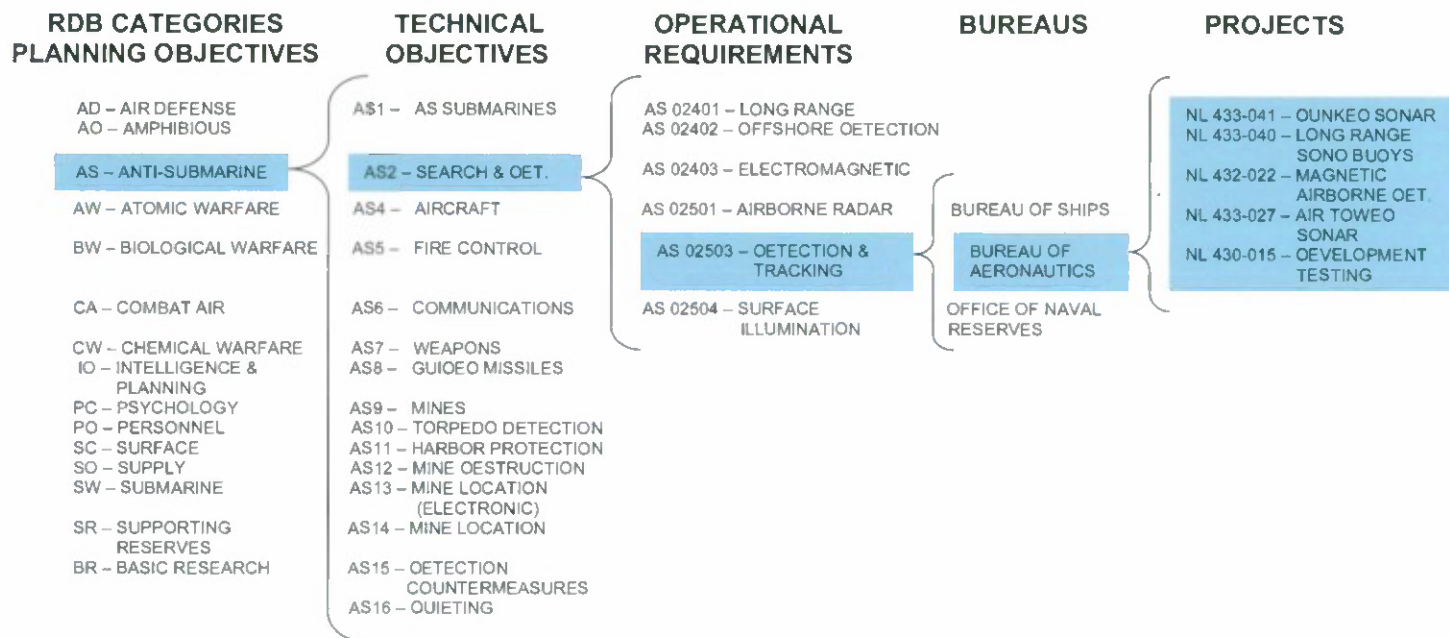 RDB CATEGORIES
PLANNING OBJECTIVES
AD – AIR DEFENSE
AO – AMPHIBIOUS
AS – ANTI-SUBMARINE
AW – ATOMIC WARFARE
BW – BIOLOGICAL WARFARE
CA – COMBAT AIR
CW – CHEMICAL WARFARE
IO – INTELLIGENCE &
PLANNING
PC – PSYCHOLOGY
PO – PERSONNEL
SC – SURFACE
SO – SUPPLY
SW – SUBMARINE
SR – SUPPORTING
RESERVES
BR – BASIC RESEARCH
TECHNICAL
OBJECTIVES
AS1 – AS SUBMARINES
AS2 – SEARCH & OET.
AS4 – AIRCRAFT
AS5 – FIRE CONTROL
AS6 – COMMUNICATIONS
AS7 – WEAPONS
AS8 – GUIOEO MISSILES
AS9 – MINES
AS10 – TORPEDO DETECTION
AS11 – HARBOR PROTECTION
AS12 – MINE OESTRUCTION
AS13 – MINE LOCATION
(ELECTRONIC)
AS14 – MINE LOCATION
AS15 – OETECTION
COUNTERMEASURES
AS16 – OUIETING
OPERATIONAL
REQUIREMENTS
AS 02401 – LONG RANGE
AS 02402 – OFFSHORE OETECTION
AS 02403 – ELECTROMAGNETIC
AS 02501 – AIRBORNE RADAR
AS 02503 – OETECTION &
TRACKING
AS 02504 – SURFACE
ILLUMINATION
BUREAUS
BUREAU OF SHIPS
BUREAU OF
AERONAUTICS
OFFICE OF NAVAL
RESERVES
PROJECTS
NL 433-041 – OUNKEO SONAR
NL 433-040 – LONG RANGE
SONO BUOYS
NL 432-022 – MAGNETIC
AIRBORNE OET.
NL 433-027 – AIR TOWEO
SONAR
NL 430-015 – OEVELOPMENT
TESTING